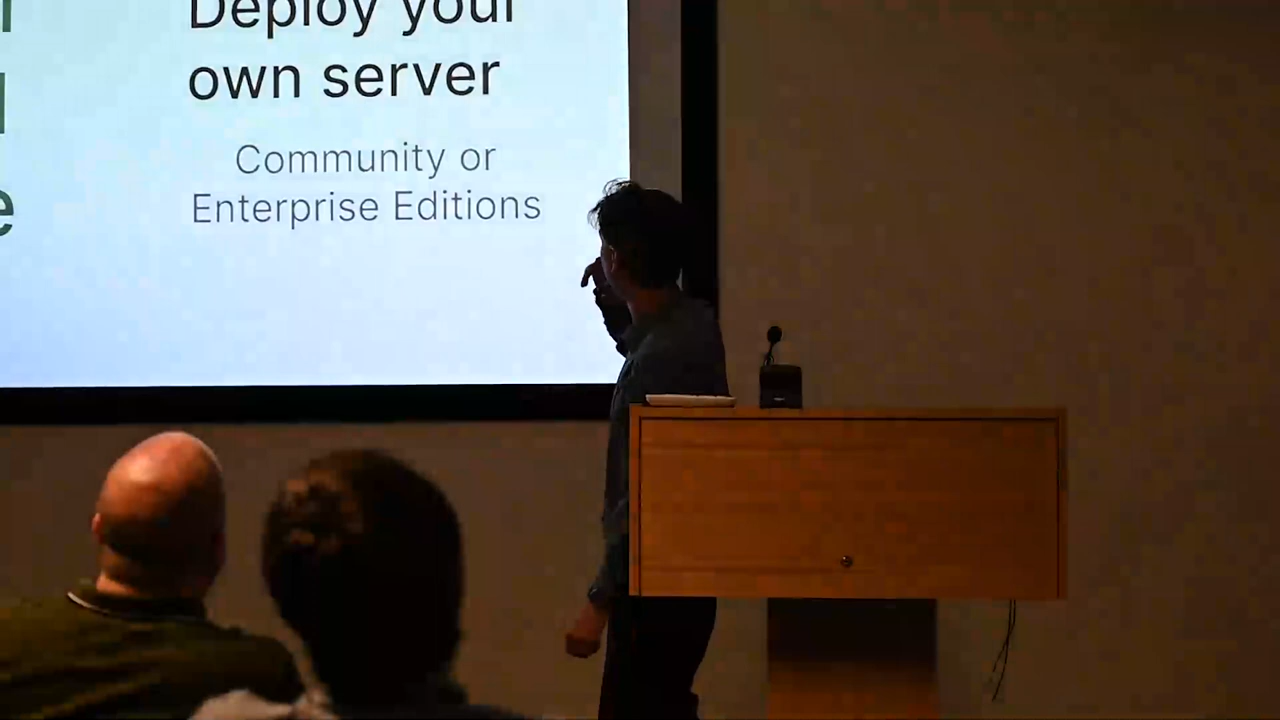 Deploy your
own server
Community or
Enterprise Editions